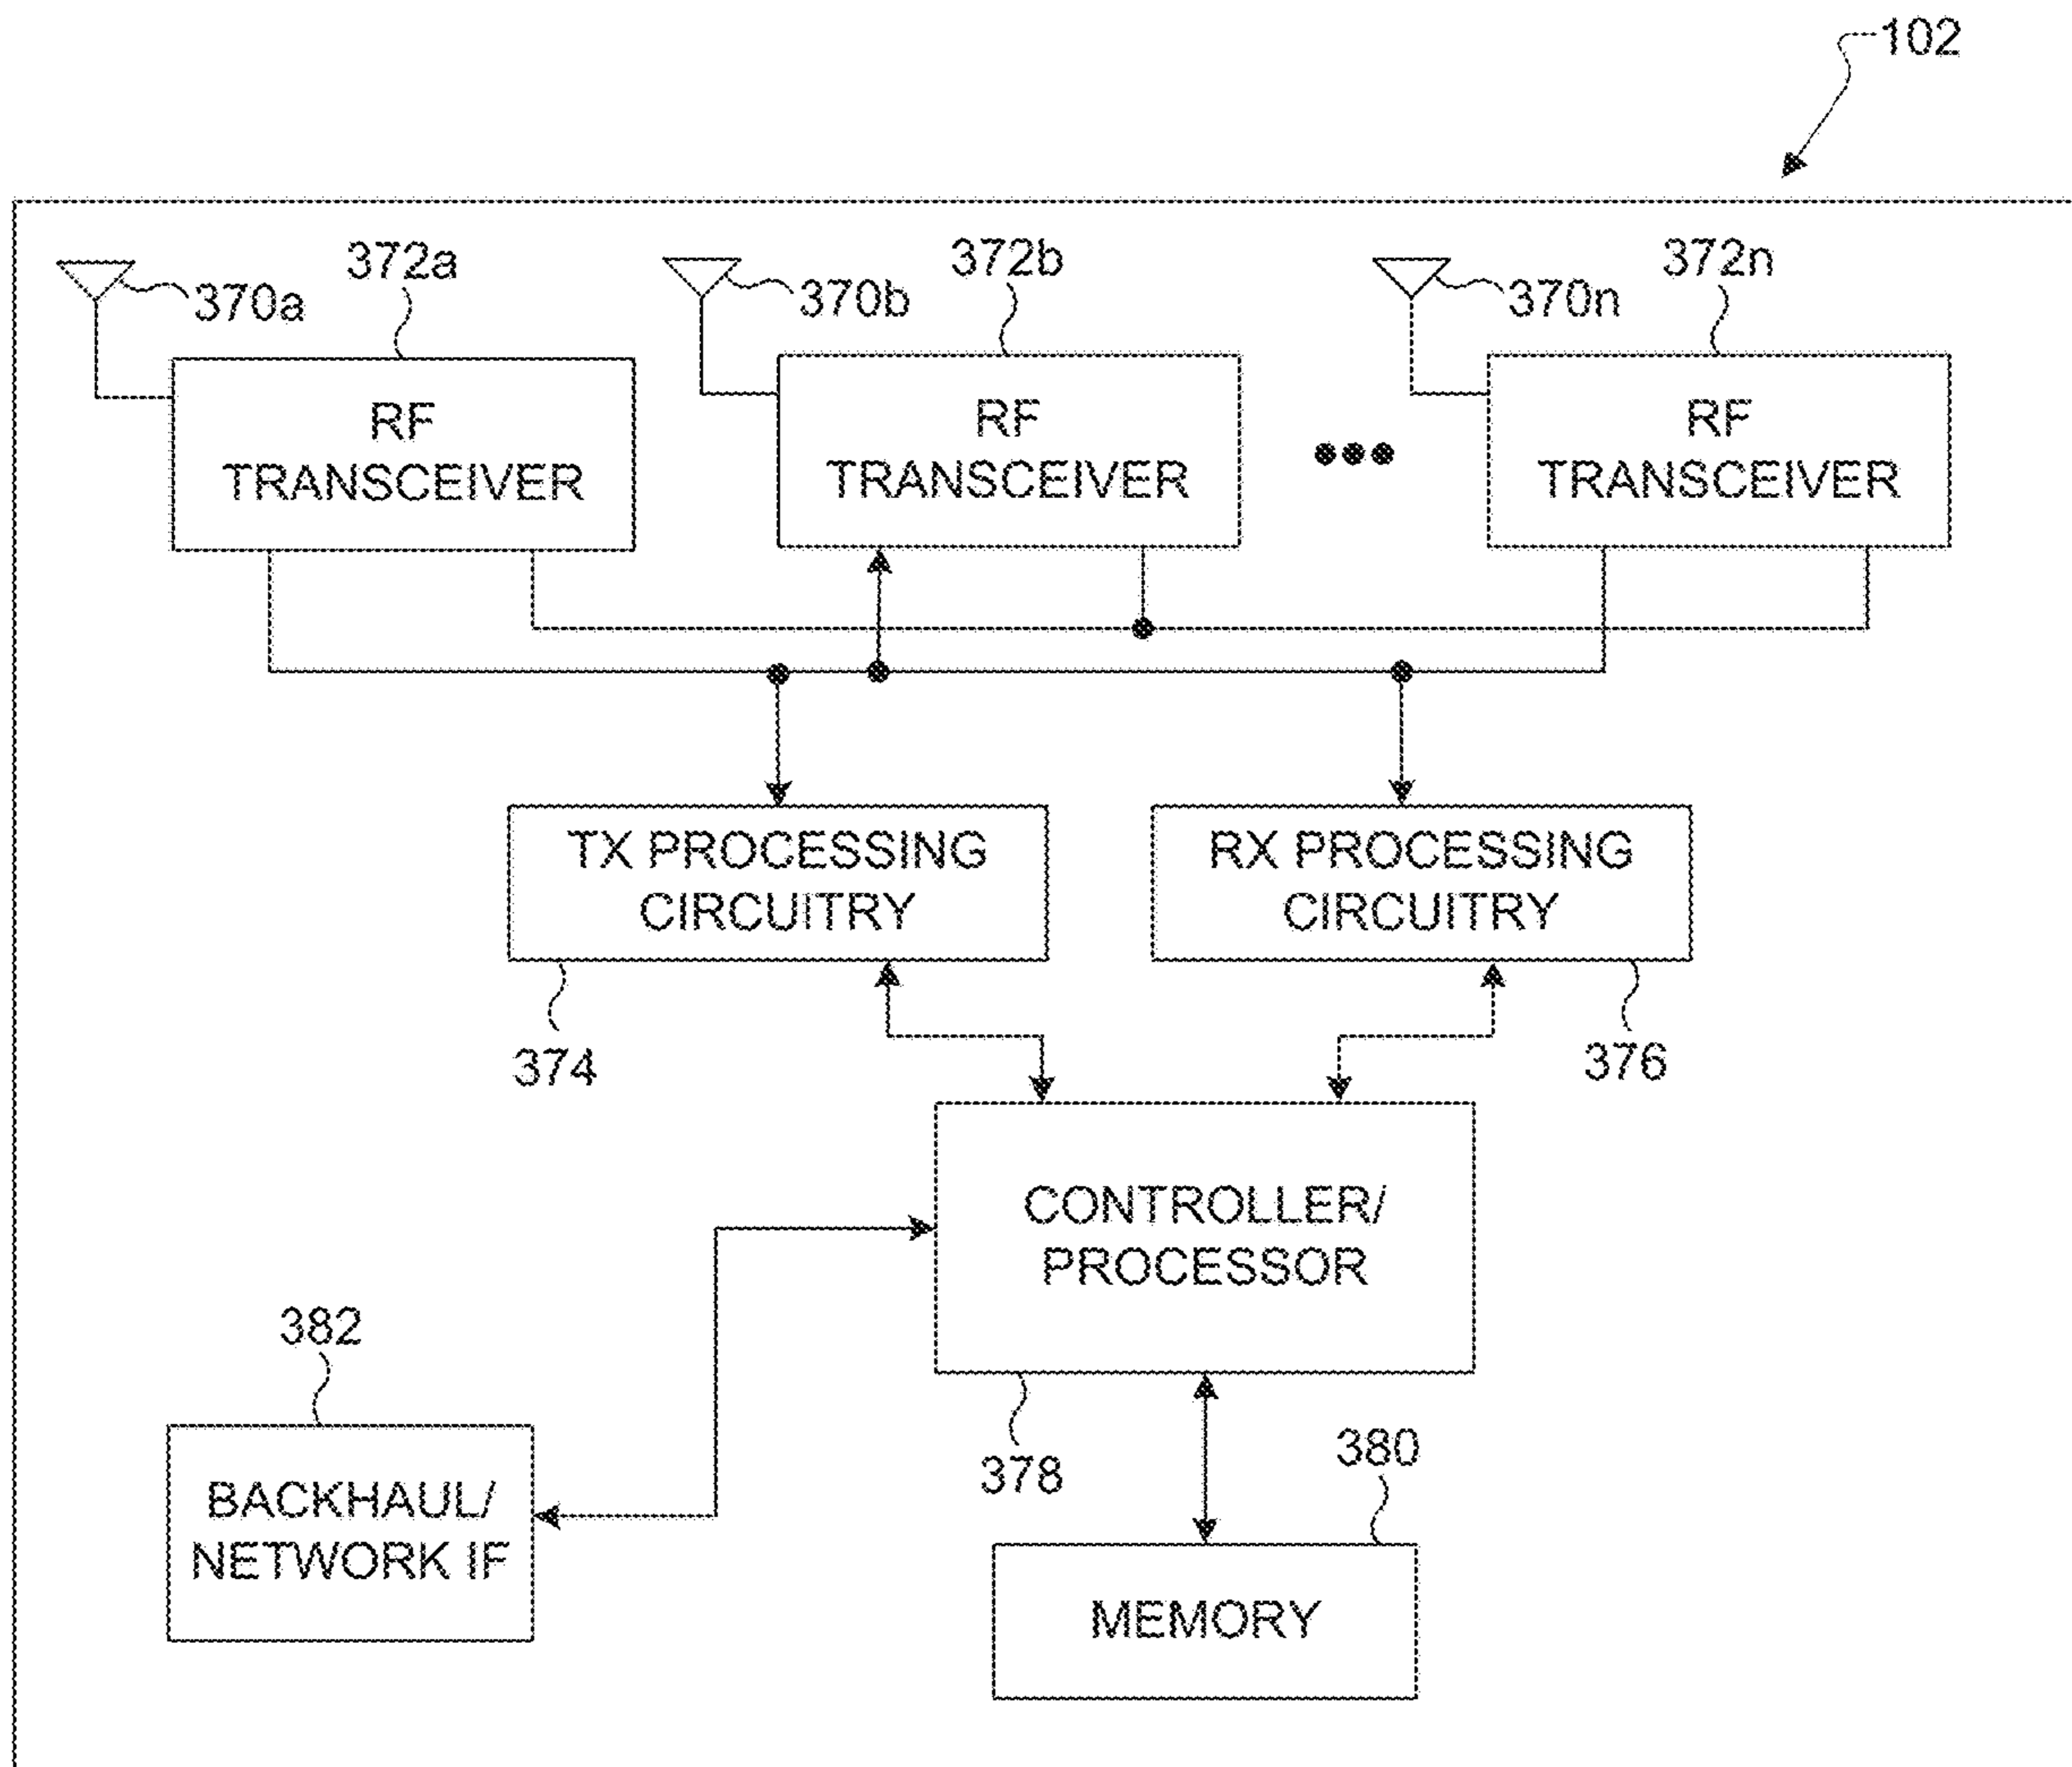 102
372a
372b
372n
370a
370b
370n
RF
TRANSCEIVER
RF
TRANSCEIVER
RF
TRANSCEIVER
TX PROCESSING
CIRCUITRY
RX PROCESSING
CIRCUITRY
374
376
CONTROLLER/
PROCESSOR
382
378
380
BACKHAUL/
NETWORK IF
MEMORY